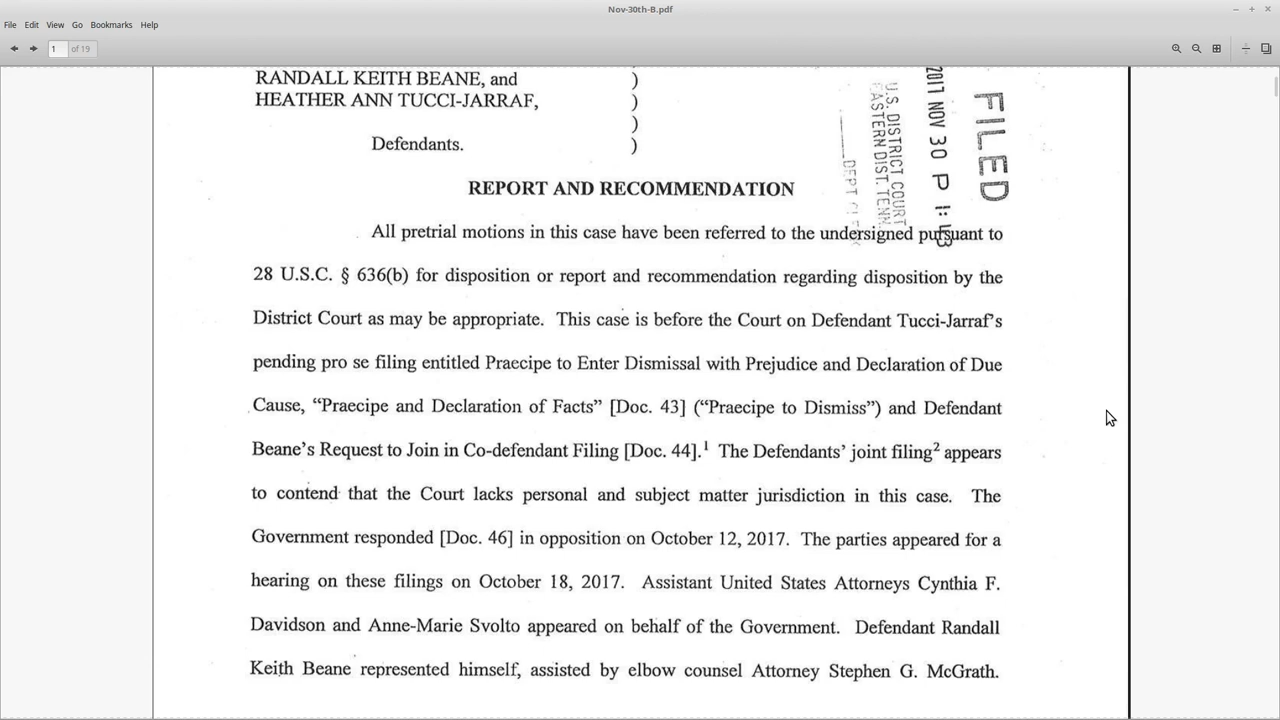 Nov-30th-B.pdf
File Edit View Go Bookmarks Help
1 of 19
RANDALL KEITH BEANE, and )
HEATHER ANN TUCCI-JARRAF, )
)
Defendants. )
FILED
2017 NOV 30 P 1:43
U.S. DISTRICT COURT
EASTERN DIST. TENN
DEPT
REPORT AND RECOMMENDATION
All pretrial motions in this case have been referred to the undersigned pursuant to
28 U.S.C. § 636(b) for disposition or report and recommendation regarding disposition by the
District Court as may be appropriate. This case is before the Court on Defendant Tucci-Jarraf's
pending pro se filing entitled Praecipe to Enter Dismissal with Prejudice and Declaration of Due
Cause, “Praecipe and Declaration of Facts” [Doc. 43] (“Praecipe to Dismiss”) and Defendant
Beane’s Request to Join in Co-defendant Filing [Doc. 44].1 The Defendants’ joint filing2 appears
to contend that the Court lacks personal and subject matter jurisdiction in this case. The
Government responded [Doc. 46] in opposition on October 12, 2017. The parties appeared for a
hearing on these filings on October 18, 2017. Assistant United States Attorneys Cynthia F.
Davidson and Anne-Marie Svolto appeared on behalf of the Government. Defendant Randall
Keith Beane represented himself, assisted by elbow counsel Attorney Stephen G. McGrath.